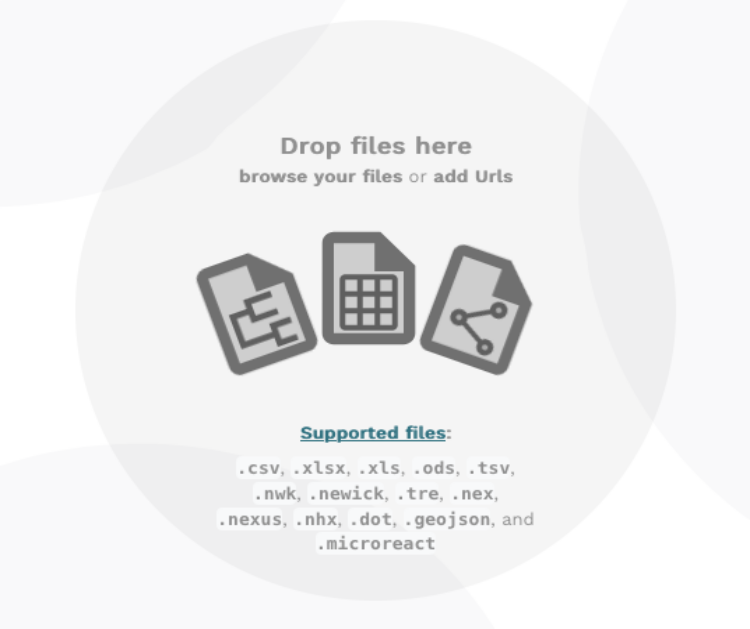 Drop files here
browse your files or add Urls
Supported files:
.csv, .xlsx, .xls, .ods, .tsv,
.nwk, .newick, .tre, .nex,
.nexus, .nhx, .dot, .geojson, and
.microreact